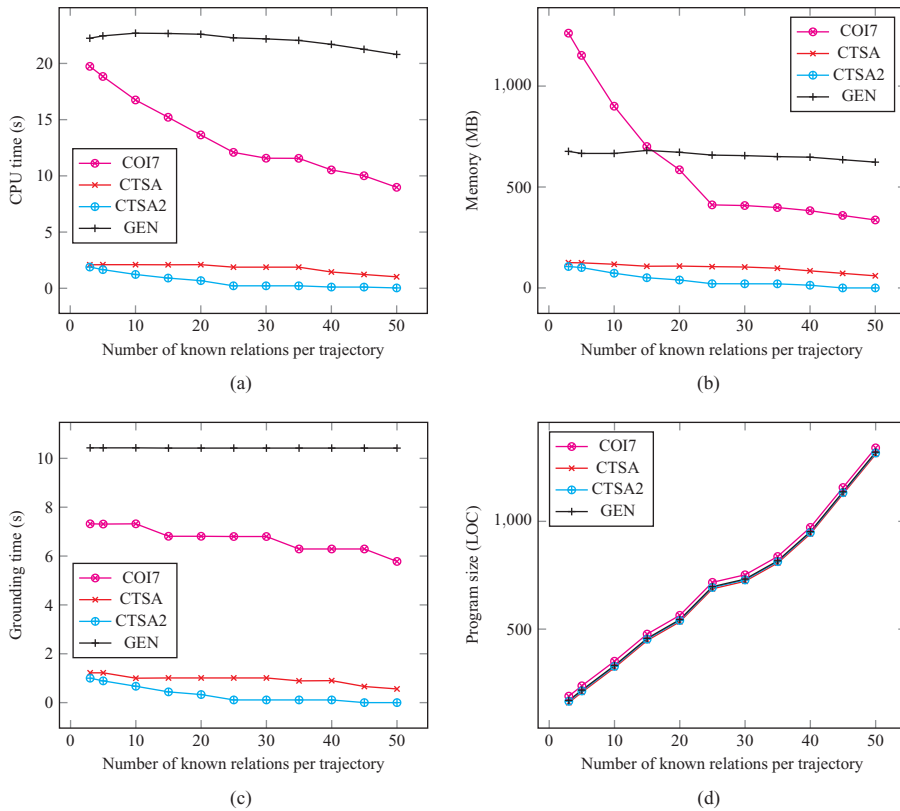 CPU time (s)
20
15
10
5
0
COI7
CTSA
CTSA2
GEN
0 10 20 30 40 50
Number of known relations per trajectory
(a)
Memory (MB)
1,000
500
0
COI7
CTSA
CTSA2
GEN
0 10 20 30 40 50
Number of known relations per trajectory
(b)
Grounding time (s)
10
8
6
4
2
0
COI7
CTSA
CTSA2
GEN
0 10 20 30 40 50
Number of known relations per trajectory
(c)
Program size (LOC)
1,000
500
COI7
CTSA
CTSA2
GEN
0 10 20 30 40 50
Number of known relations per trajectory
(d)